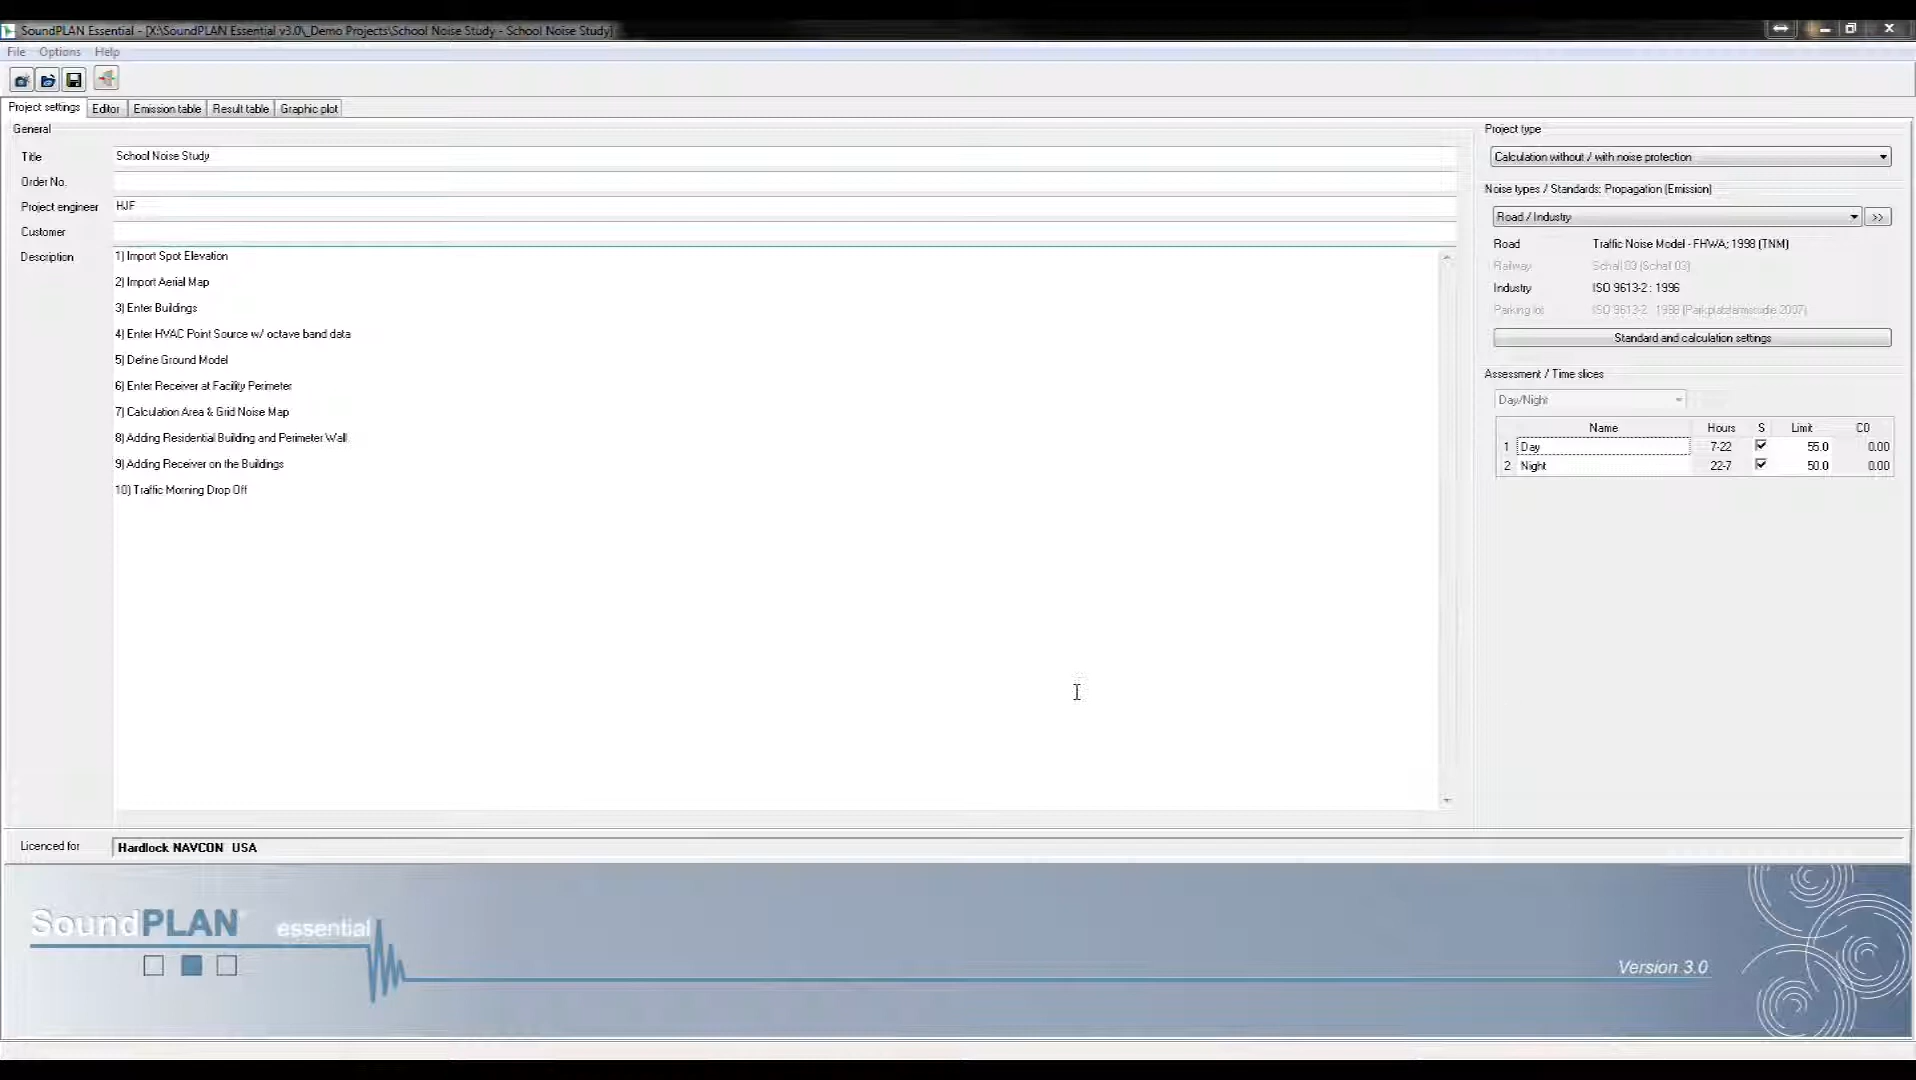 SoundPLAN Essential - [X:\SoundPLAN Essential v3.0\_Demo Projects\School Noise Study - School Noise Study]
File Options Help
Project settings Editor Emission table Result table Graphic plot
General
Title School Noise Study
Order No.
Project engineer HJF
Customer
Description 1) Import Spot Elevation
2) Import Aerial Map
3) Enter Buildings
4) Enter HVAC Point Source w/ octave band data
5) Define Ground Model
6) Enter Receiver at Facility Perimeter
7) Calculation Area & Grid Noise Map
8) Adding Residential Building and Perimeter Wall
9) Adding Receiver on the Buildings
10) Traffic Morning Drop Off
Project type
Calculation without / with noise protection
Noise types / Standards: Propagation (Emission)
Road / Industry >>
Road Traffic Noise Model - FHWA; 1998 (TNM)
Railway Schall 03 (Schall 03)
Industry ISO 9613-2 : 1996
Parking lot ISO 9613-2 : 1996 (Parkplatzlärmstudie 2007)
Standard and calculation settings
Assessment / Time slices
Day/Night
Name Hours S Limit C0
1 Day 7-22 55.0 0.00
2 Night 22-7 50.0 0.00
Licenced for Hardlock NAVCON USA
SoundPLAN essential
Version 3.0